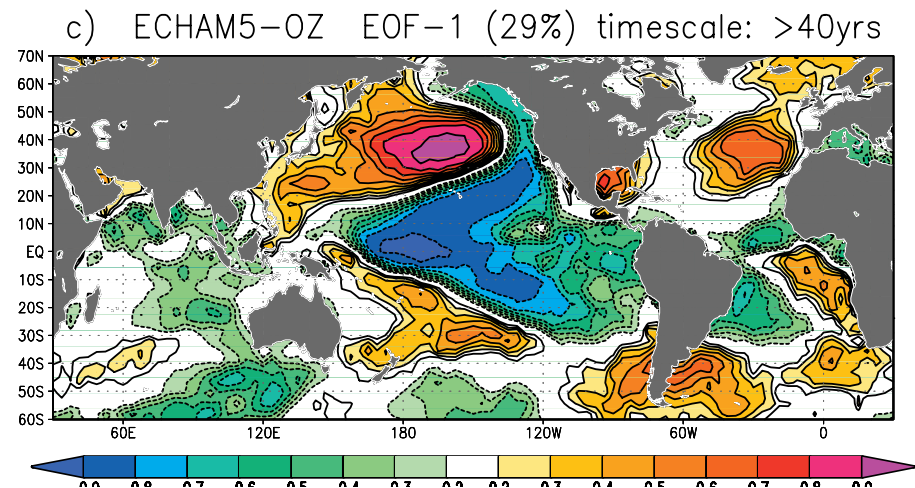 c) ECHAM5-OZ EOF-1 (29%) timescale: >40yrs
70N
60N
50N
40N
30N
20N
10N
EQ
10S
20S
30S
40S
50S
60S
60E 120E 180 120W 60W 0